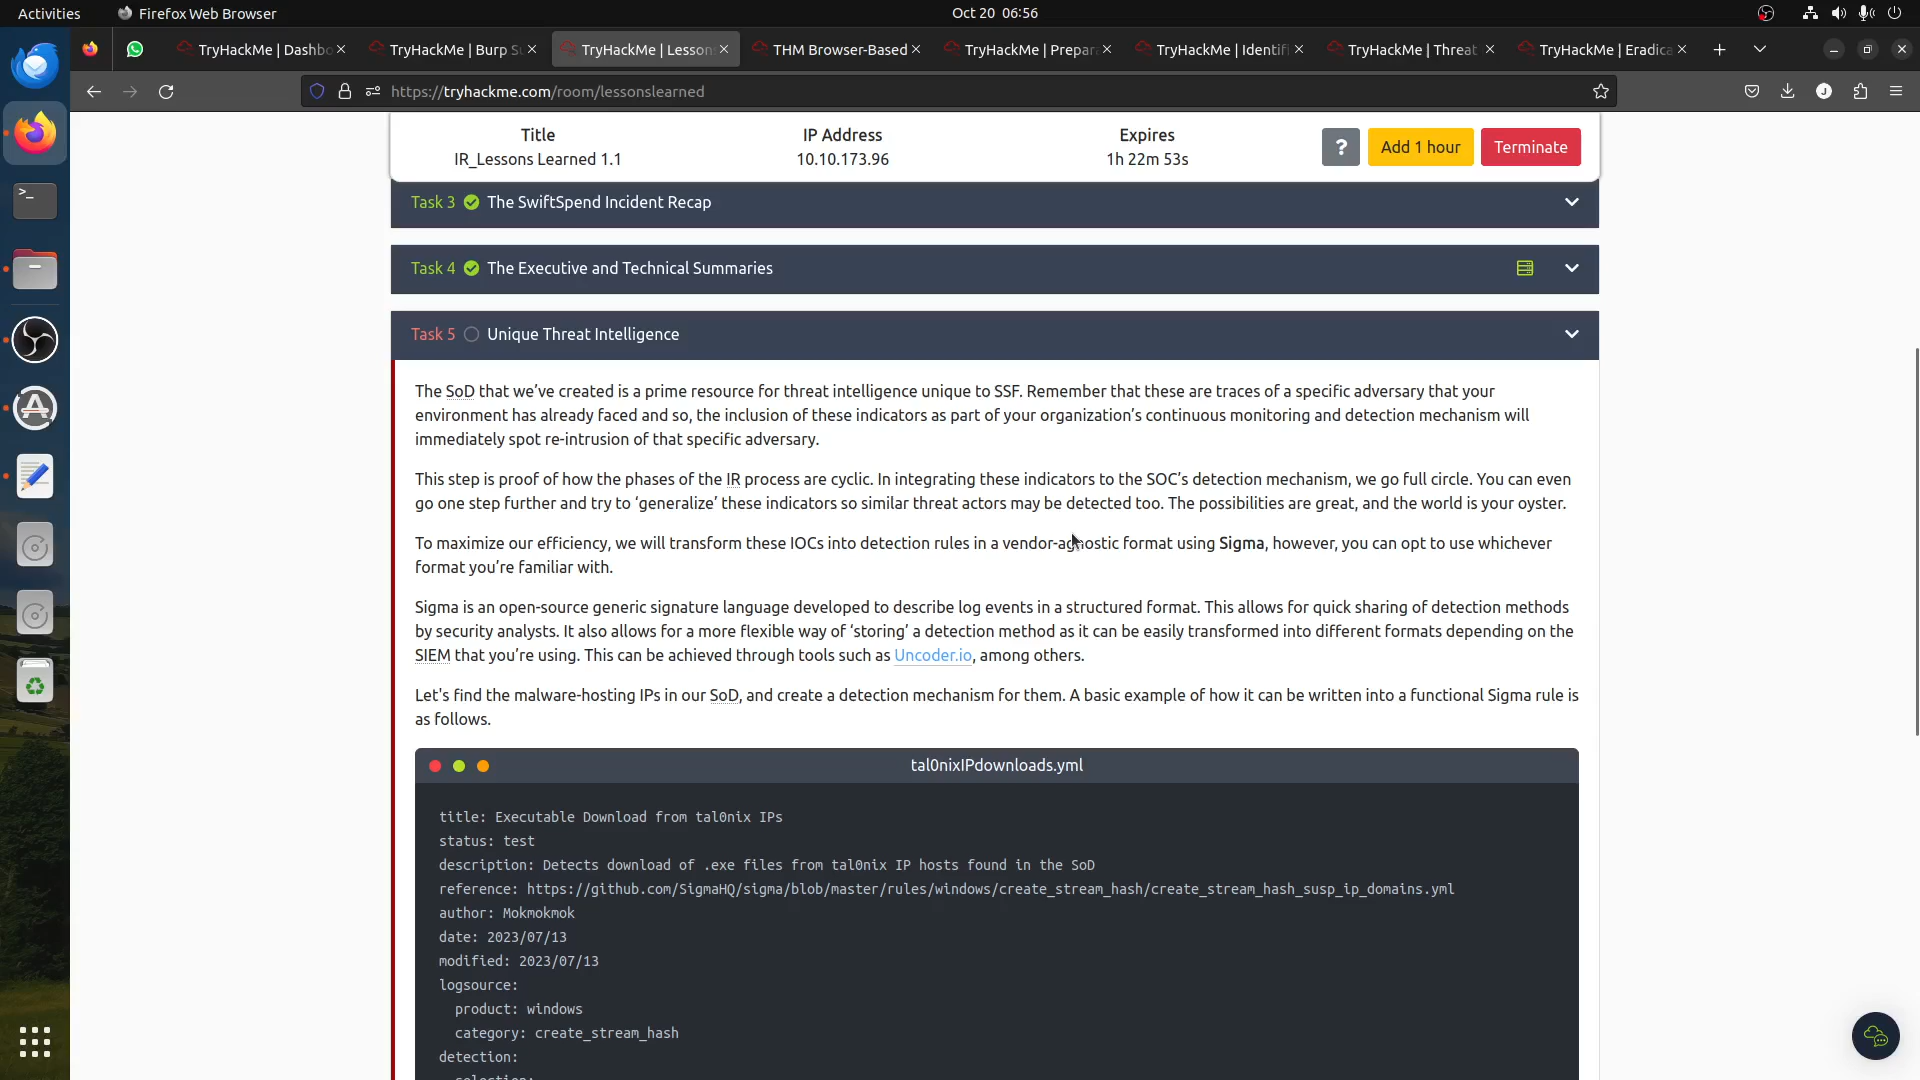 Activities
Firefox Web Browser
Oct 20 06:56
TryHackMe | Dashbo
TryHackMe | Burp Su
TryHackMe | Lesson
THM Browser-Based
TryHackMe | Prepar
TryHackMe | Identifi
TryHackMe | Threat
TryHackMe | Eradica
https://tryhackme.com/room/lessonslearned
Title
IP Address
Expires
IR_Lessons Learned 1.1
10.10.173.96
1h 22m 53s
?
Add 1 hour
Terminate
Task 3 The SwiftSpend Incident Recap
Task 4 The Executive and Technical Summaries
Task 5 Unique Threat Intelligence
The SoD that we’ve created is a prime resource for threat intelligence unique to SSF. Remember that these are traces of a specific adversary that your
environment has already faced and so, the inclusion of these indicators as part of your organization’s continuous monitoring and detection mechanism will
immediately spot re-intrusion of that specific adversary.
This step is proof of how the phases of the IR process are cyclic. In integrating these indicators to the SOC’s detection mechanism, we go full circle. You can even
go one step further and try to ‘generalize’ these indicators so similar threat actors may be detected too. The possibilities are great, and the world is your oyster.
To maximize our efficiency, we will transform these IOCs into detection rules in a vendor-agnostic format using Sigma, however, you can opt to use whichever
format you’re familiar with.
Sigma is an open-source generic signature language developed to describe log events in a structured format. This allows for quick sharing of detection methods
by security analysts. It also allows for a more flexible way of ‘storing’ a detection method as it can be easily transformed into different formats depending on the
SIEM that you’re using. This can be achieved through tools such as Uncoder.io, among others.
Let's find the malware-hosting IPs in our SoD, and create a detection mechanism for them. A basic example of how it can be written into a functional Sigma rule is
as follows.
tal0nixIPdownloads.yml
title: Executable Download from tal0nix IPs
status: test
description: Detects download of .exe files from tal0nix IP hosts found in the SoD
reference: https://github.com/SigmaHQ/sigma/blob/master/rules/windows/create_stream_hash/create_stream_hash_susp_ip_domains.yml
author: Mokmokmok
date: 2023/07/13
modified: 2023/07/13
logsource:
product: windows
category: create_stream_hash
detection:
selection: